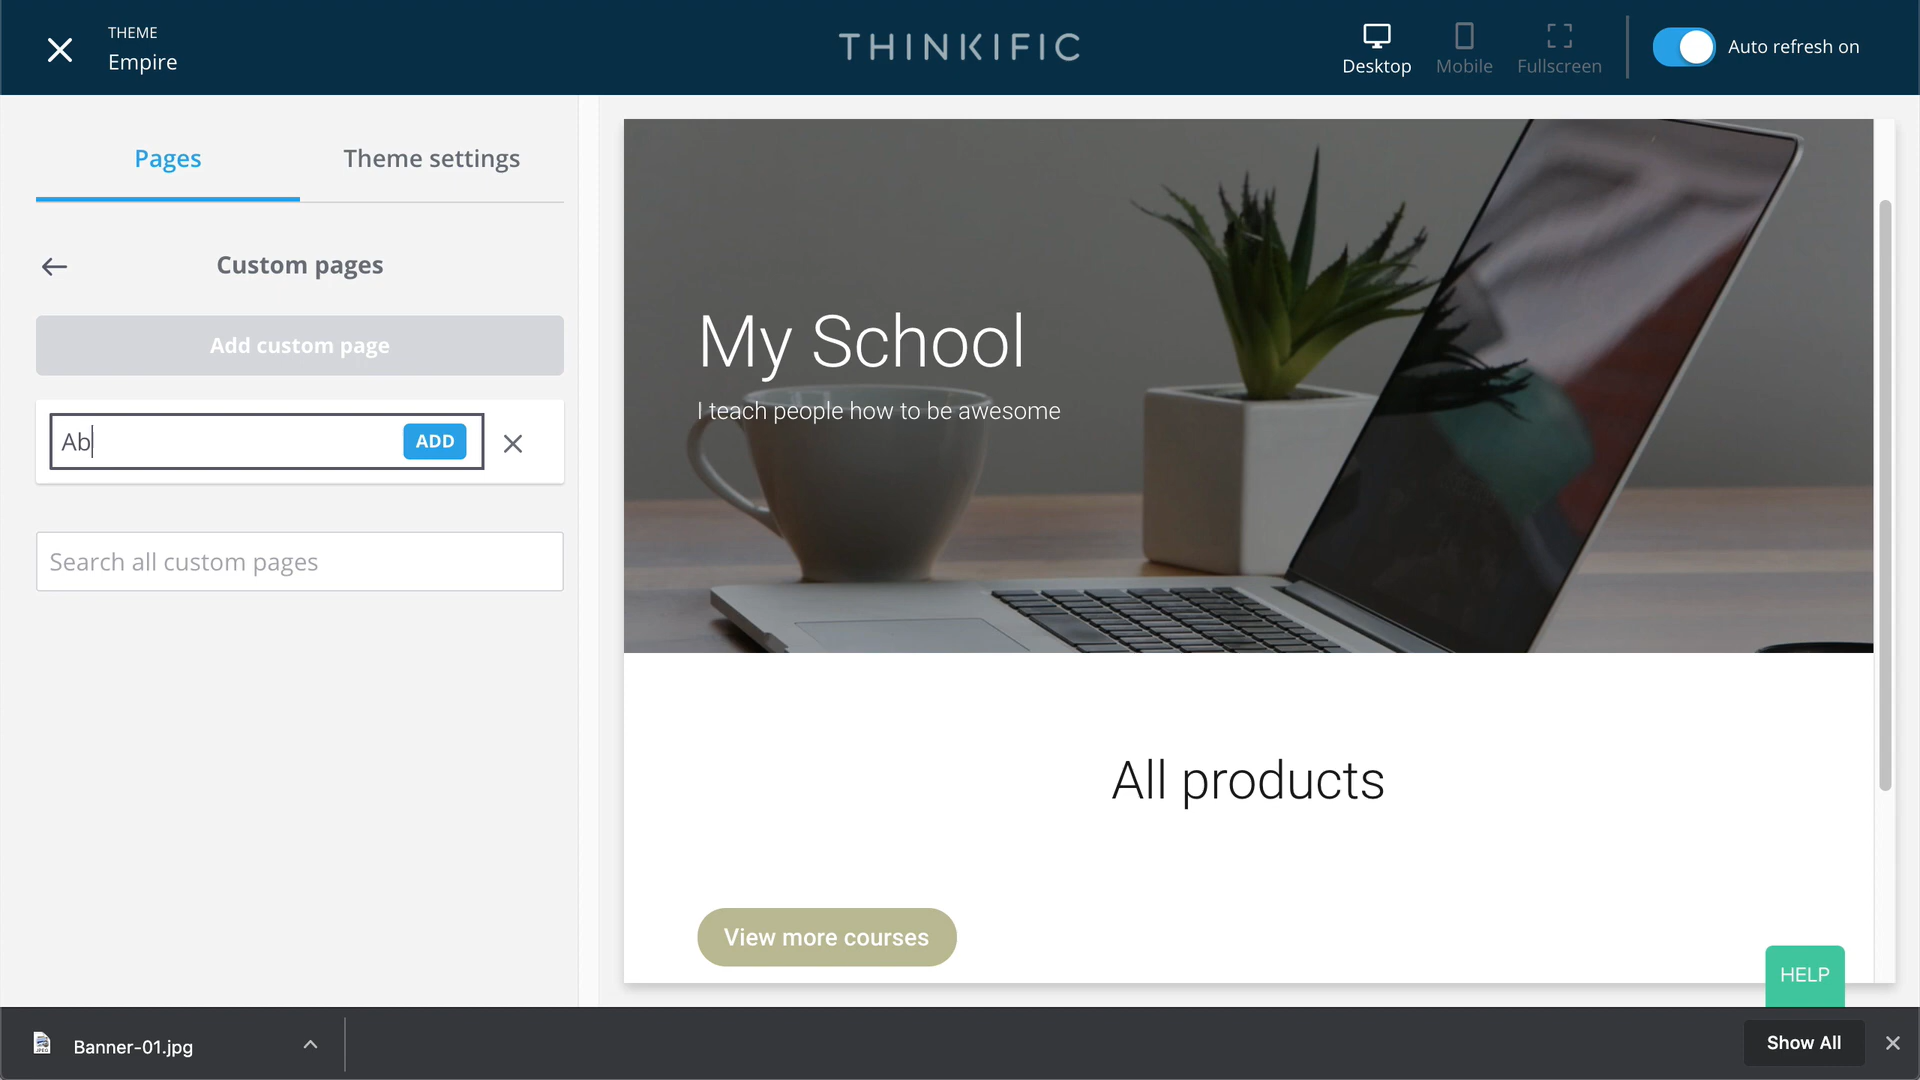 THEME
Empire
THINKIFIC
Desktop
Mobile
Fullscreen
Auto refresh on
Pages
Theme settings
Custom pages
Add custom page
Ab
ADD
Search all custom pages
My School
I teach people how to be awesome
All products
View more courses
HELP
JPEG
Banner-01.jpg
Show All